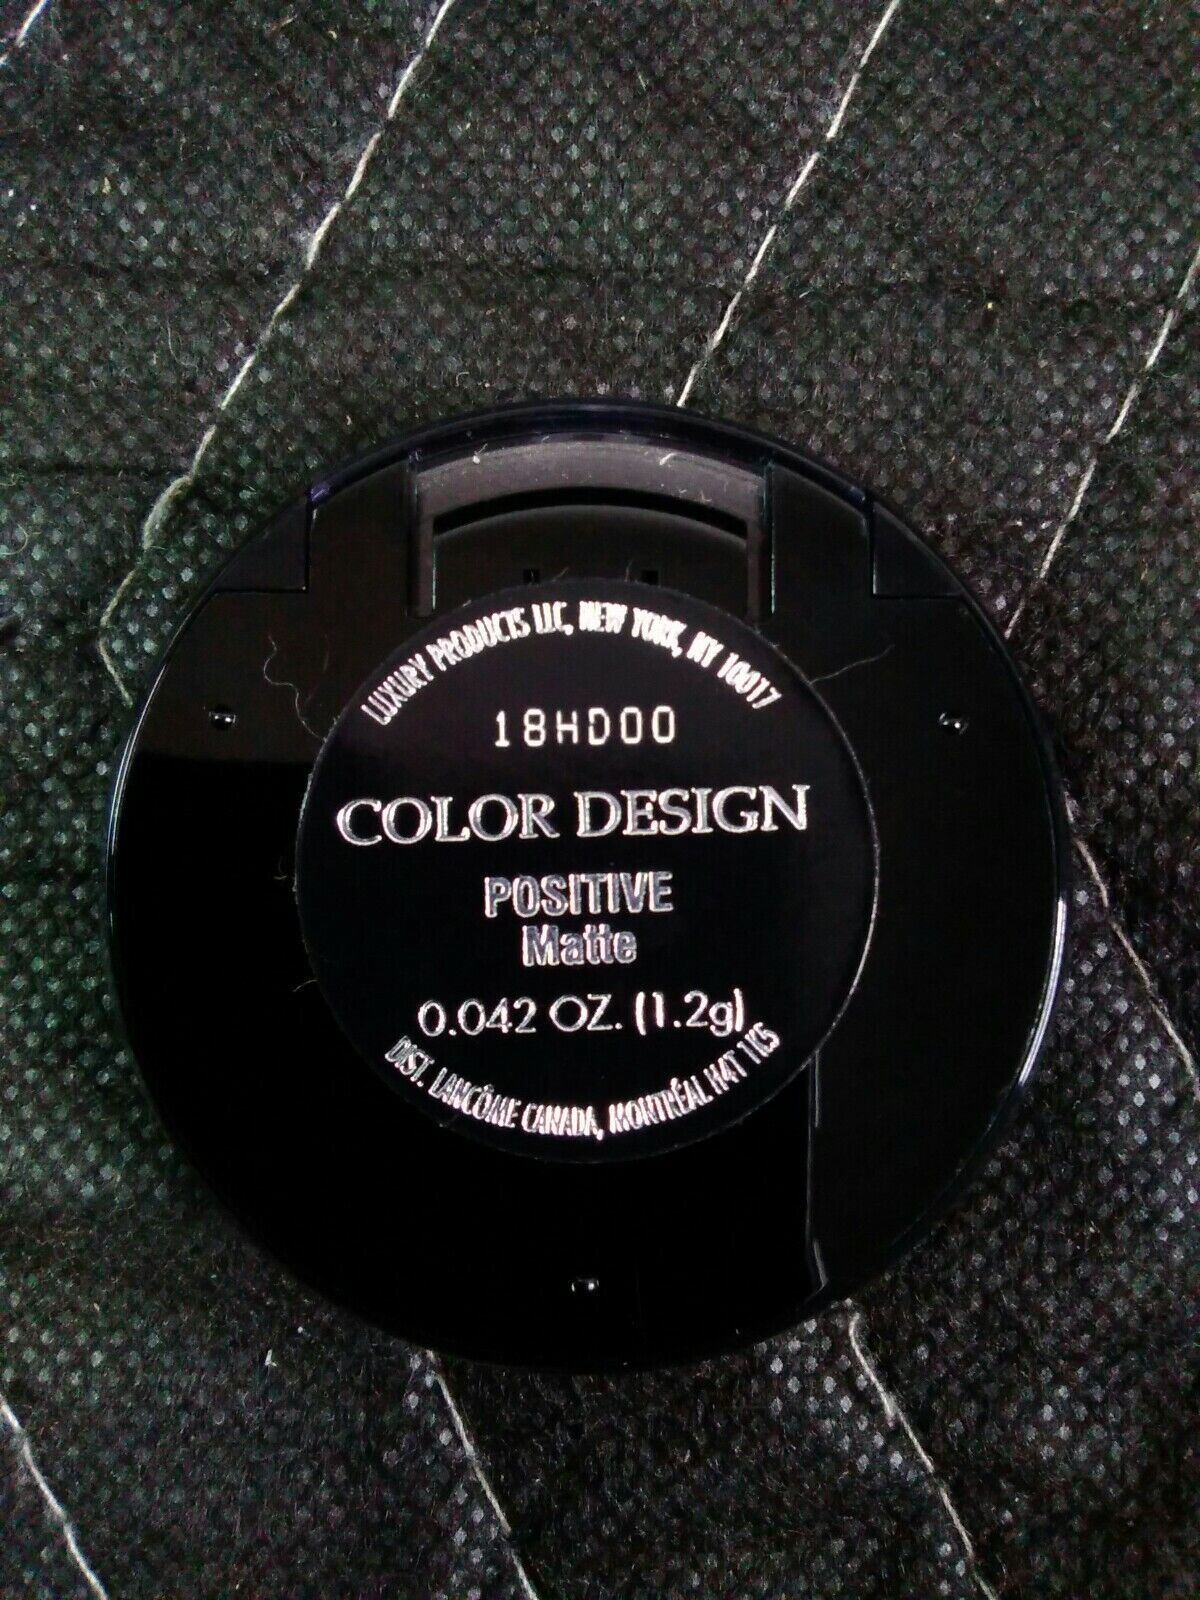 LUXURY PRODUCTS LLC, NEW YORK, NY 10017
18HD00
COLOR DESIGN
POSITIVE
Matte
0.042 OZ. (1.2g)
DIST. LANCÔME CANADA, MONTRÉAL H4T 1K5